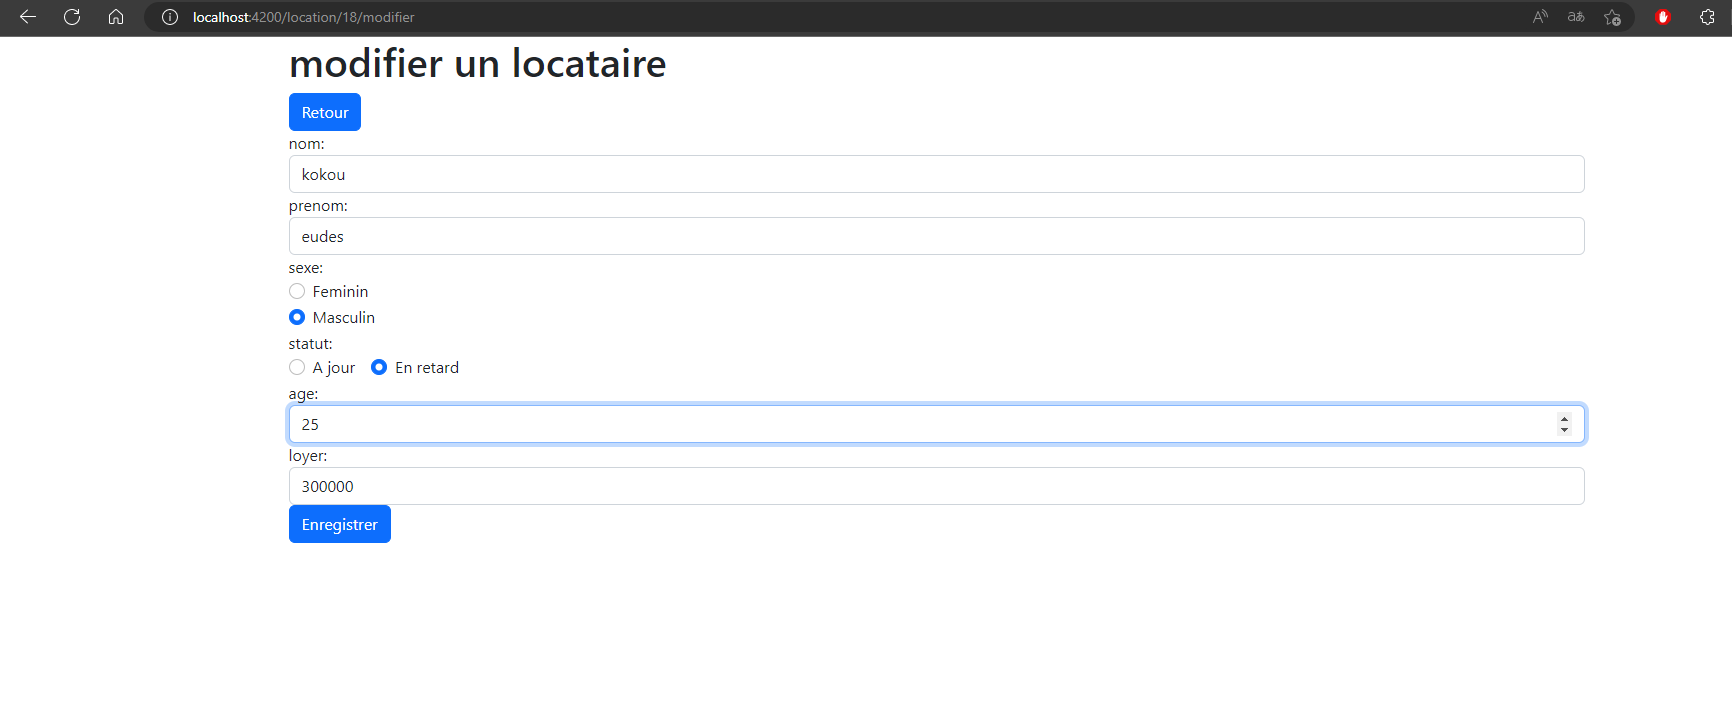 localhost:4200/location/18/modifier
modifier un locataire
Retour
nom:
kokou
prenom:
eudes
sexe:
Feminin
Masculin
statut:
A jour En retard
age:
25
loyer:
300000
Enregistrer